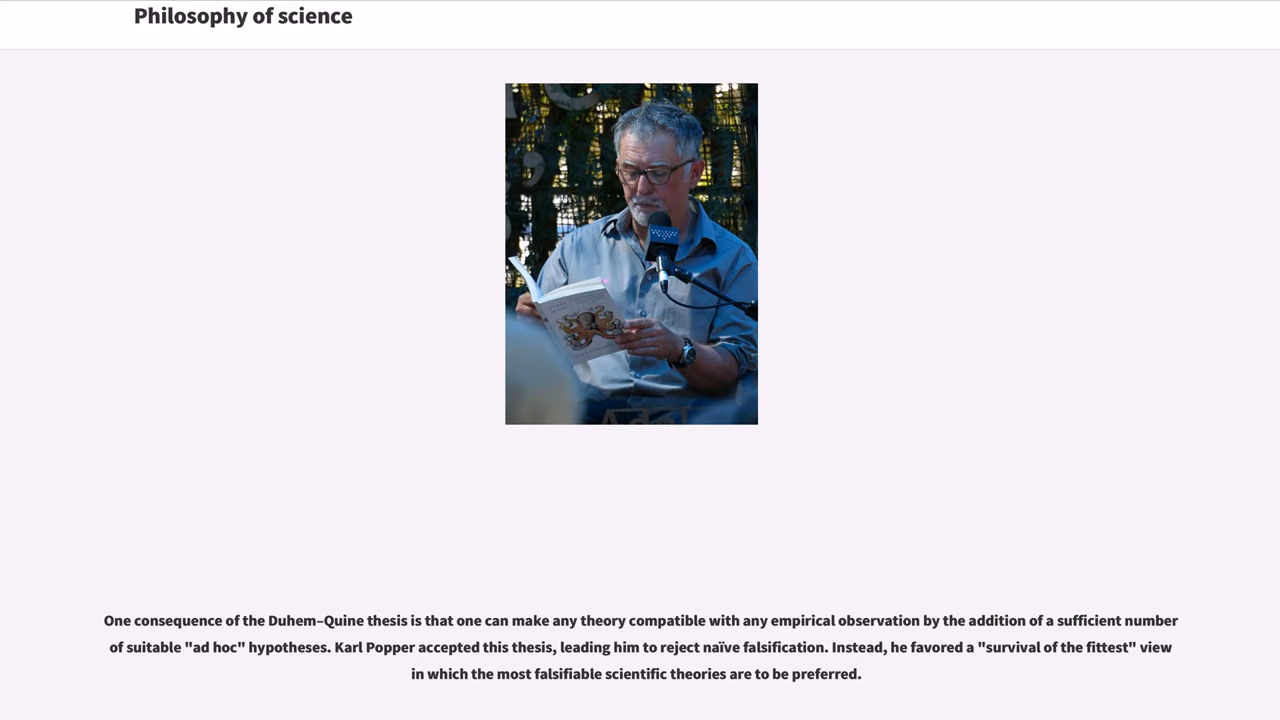 Philosophy of science
One consequence of the Duhem–Quine thesis is that one can make any theory compatible with any empirical observation by the addition of a sufficient number
of suitable "ad hoc" hypotheses. Karl Popper accepted this thesis, leading him to reject naïve falsification. Instead, he favored a "survival of the fittest" view
in which the most falsifiable scientific theories are to be preferred.